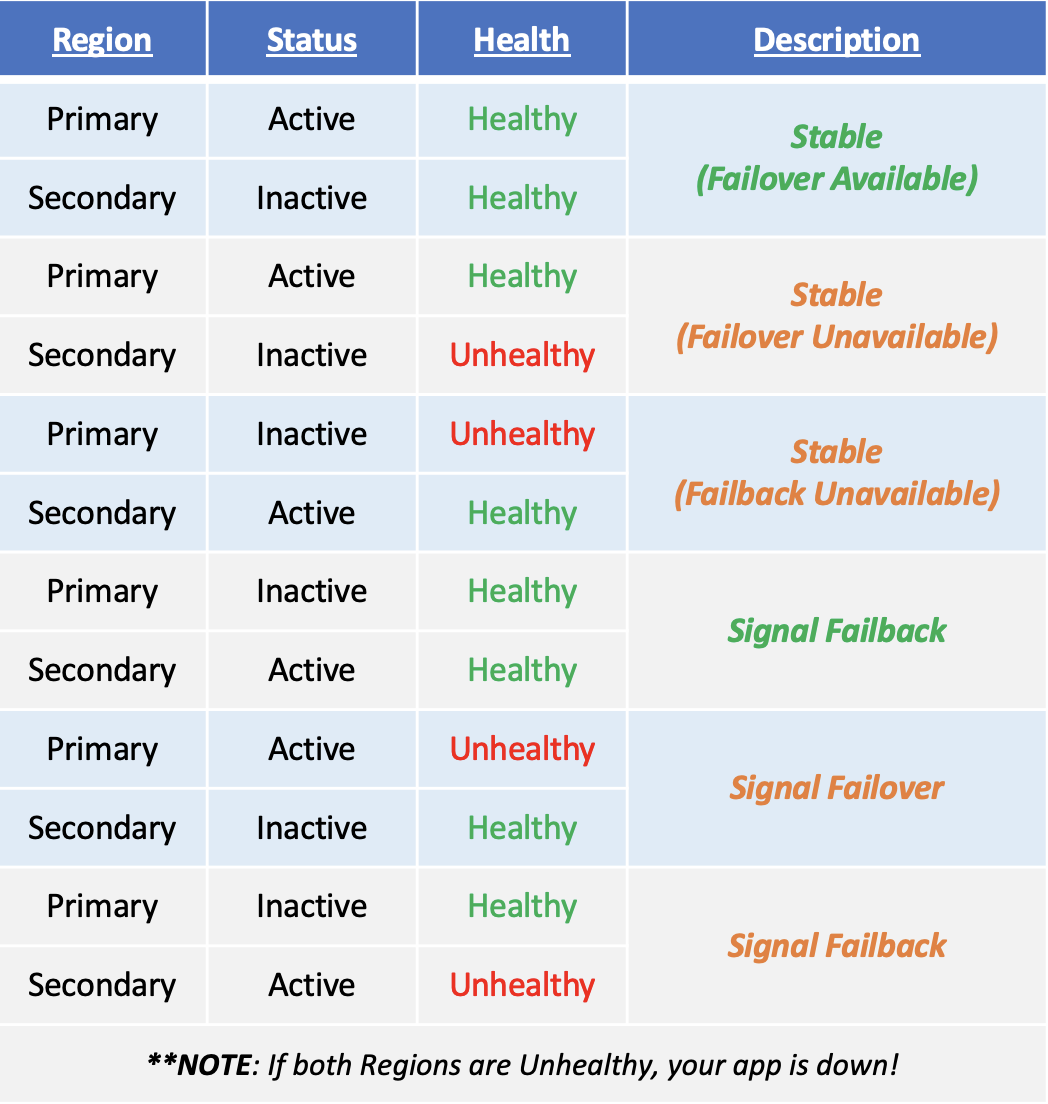 Region Status Health Description
Primary Active Healthy
Stable
(Failover Available)
Secondary Inactive Healthy
Primary Active Healthy
Stable
(Failover Unavailable)
Secondary Inactive Unhealthy
Primary Inactive Unhealthy
Stable
(Failback Unavailable)
Secondary Active Healthy
Primary Inactive Healthy
Signal Failback
Secondary Active Healthy
Primary Active Unhealthy
Signal Failover
Secondary Inactive Healthy
Primary Inactive Healthy
Signal Failback
Secondary Active Unhealthy
**NOTE: If both Regions are Unhealthy, your app is down!